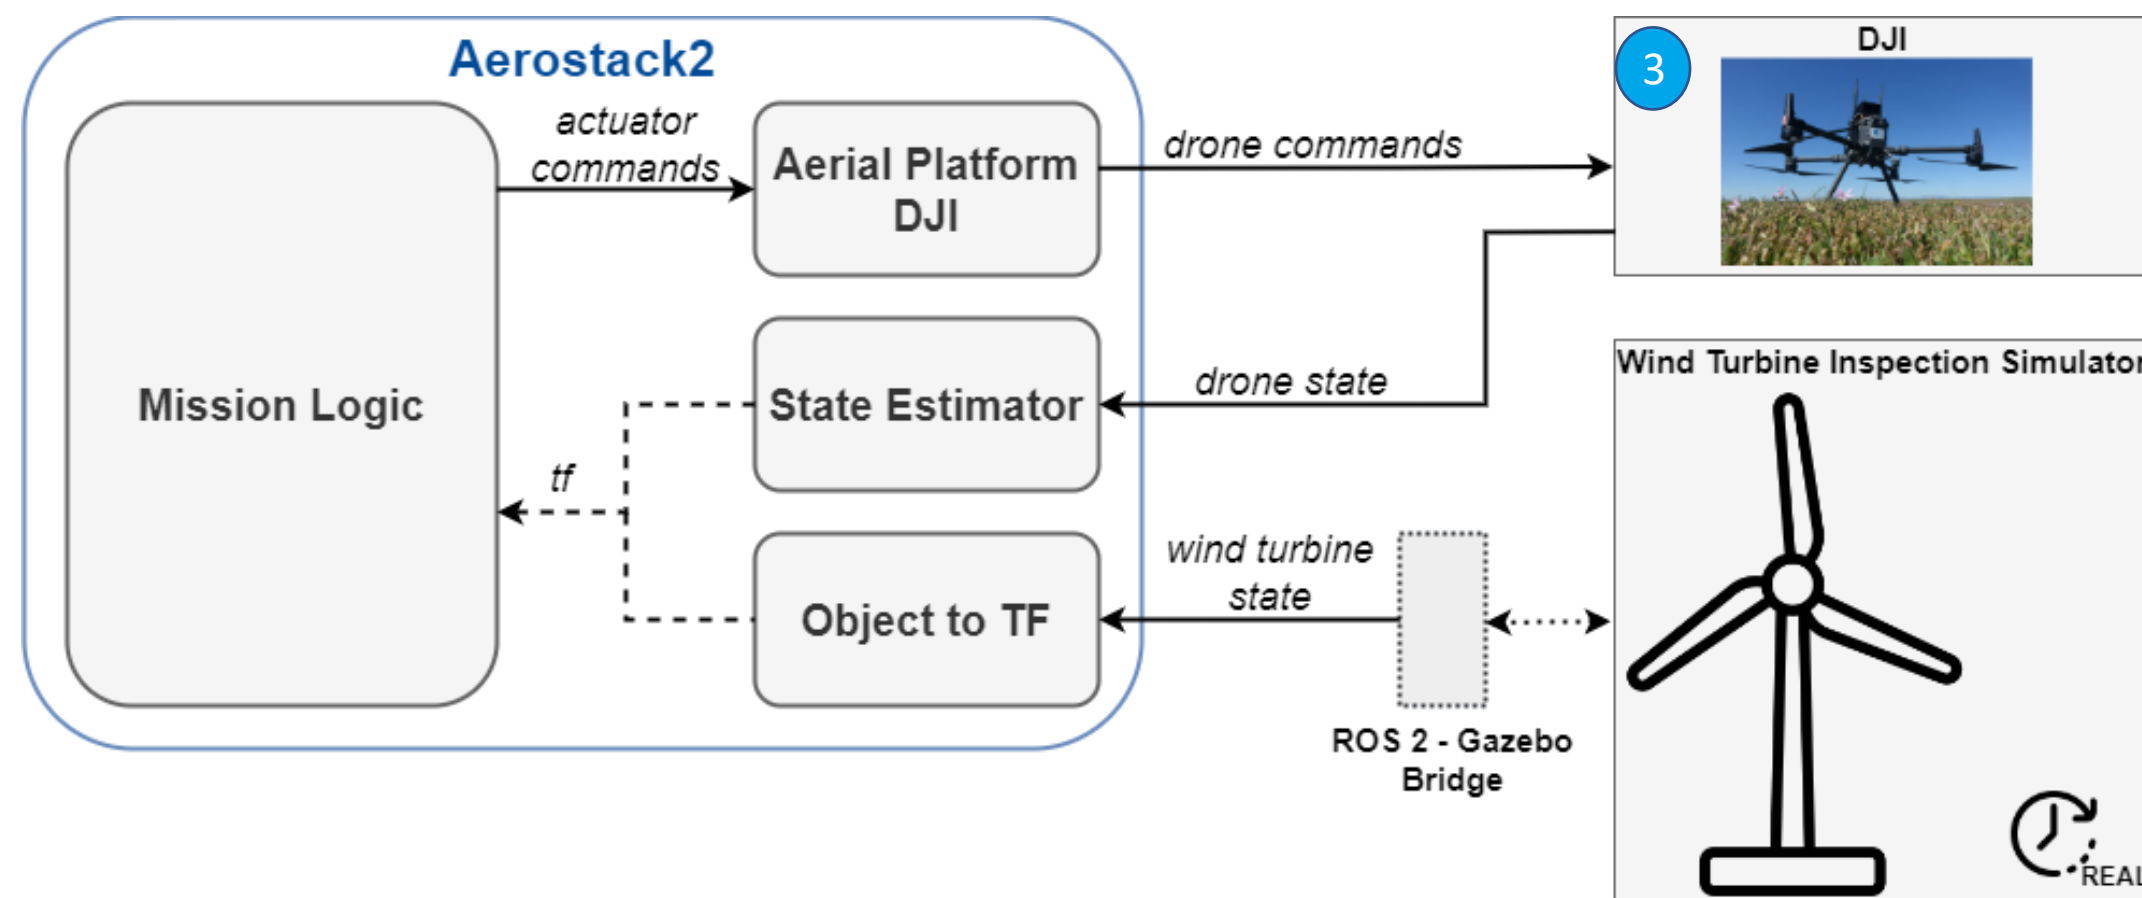 Aerostack2
Mission Logic
actuator
commands
Aerial Platform
DJI
drone commands
3
DJI
State Estimator
drone state
tf
Object to TF
wind turbine
state
ROS 2 - Gazebo
Bridge
Wind Turbine Inspection Simulator
REAL